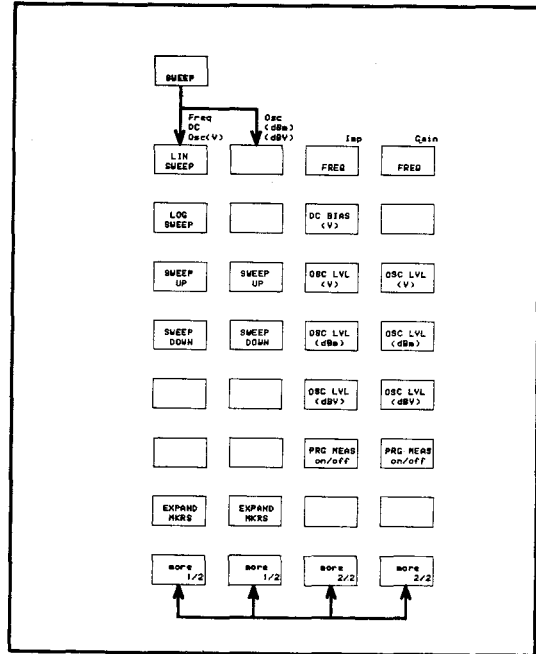 SWEEP
Freq
DC
Osc(V)
Osc
(dBm)
(dBV)
Imp
Gain
LIN
SWEEP
FREQ
FREQ
LOG
SWEEP
DC BIAS
(V)
SWEEP
UP
SWEEP
UP
OSC LVL
(V)
OSC LVL
(V)
SWEEP
DOWN
SWEEP
DOWN
OSC LVL
(dBm)
OSC LVL
(dBm)
OSC LVL
(dBV)
OSC LVL
(dBV)
PRG MEAS
on/off
PRG MEAS
on/off
EXPAND
MKRS
EXPAND
MKRS
more
1/2
more
1/2
more
2/2
more
2/2